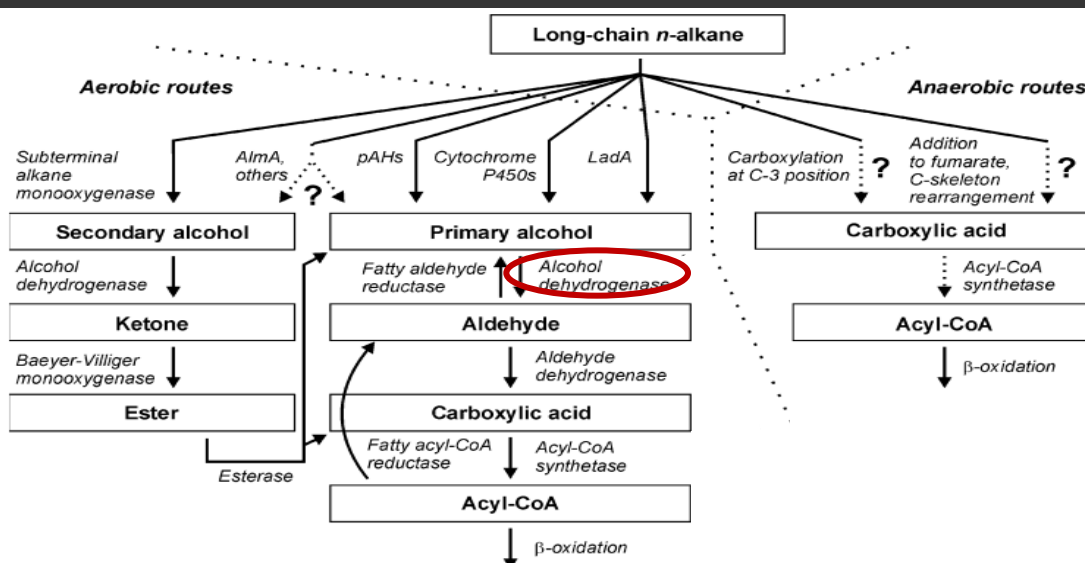 Long-chain n-alkane
Aerobic routes
Anaerobic routes
Subterminal
alkane
monooxygenase
AlmA,
others
?
pAHs
Cytochrome
P450s
LadA
Carboxylation
at C-3 position
?
Addition
to fumarate,
C-skeleton
rearrangement
?
Secondary alcohol
Primary alcohol
Carboxylic acid
Alcohol
dehydrogenase
Fatty aldehyde
reductase
Alcohol
dehydrogenase
Acyl-CoA
synthetase
Ketone
Aldehyde
Acyl-CoA
Baeyer-Villiger
monooxygenase
Aldehyde
dehydrogenase
β-oxidation
Ester
Carboxylic acid
Esterase
Fatty acyl-CoA
reductase
Acyl-CoA
synthetase
Acyl-CoA
β-oxidation